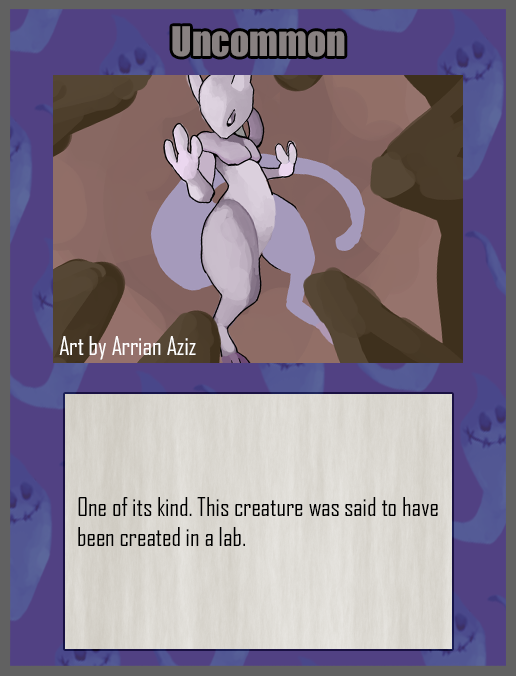 Uncommon
Art by Arrian Aziz
One of its kind. This creature was said to have
been created in a lab.